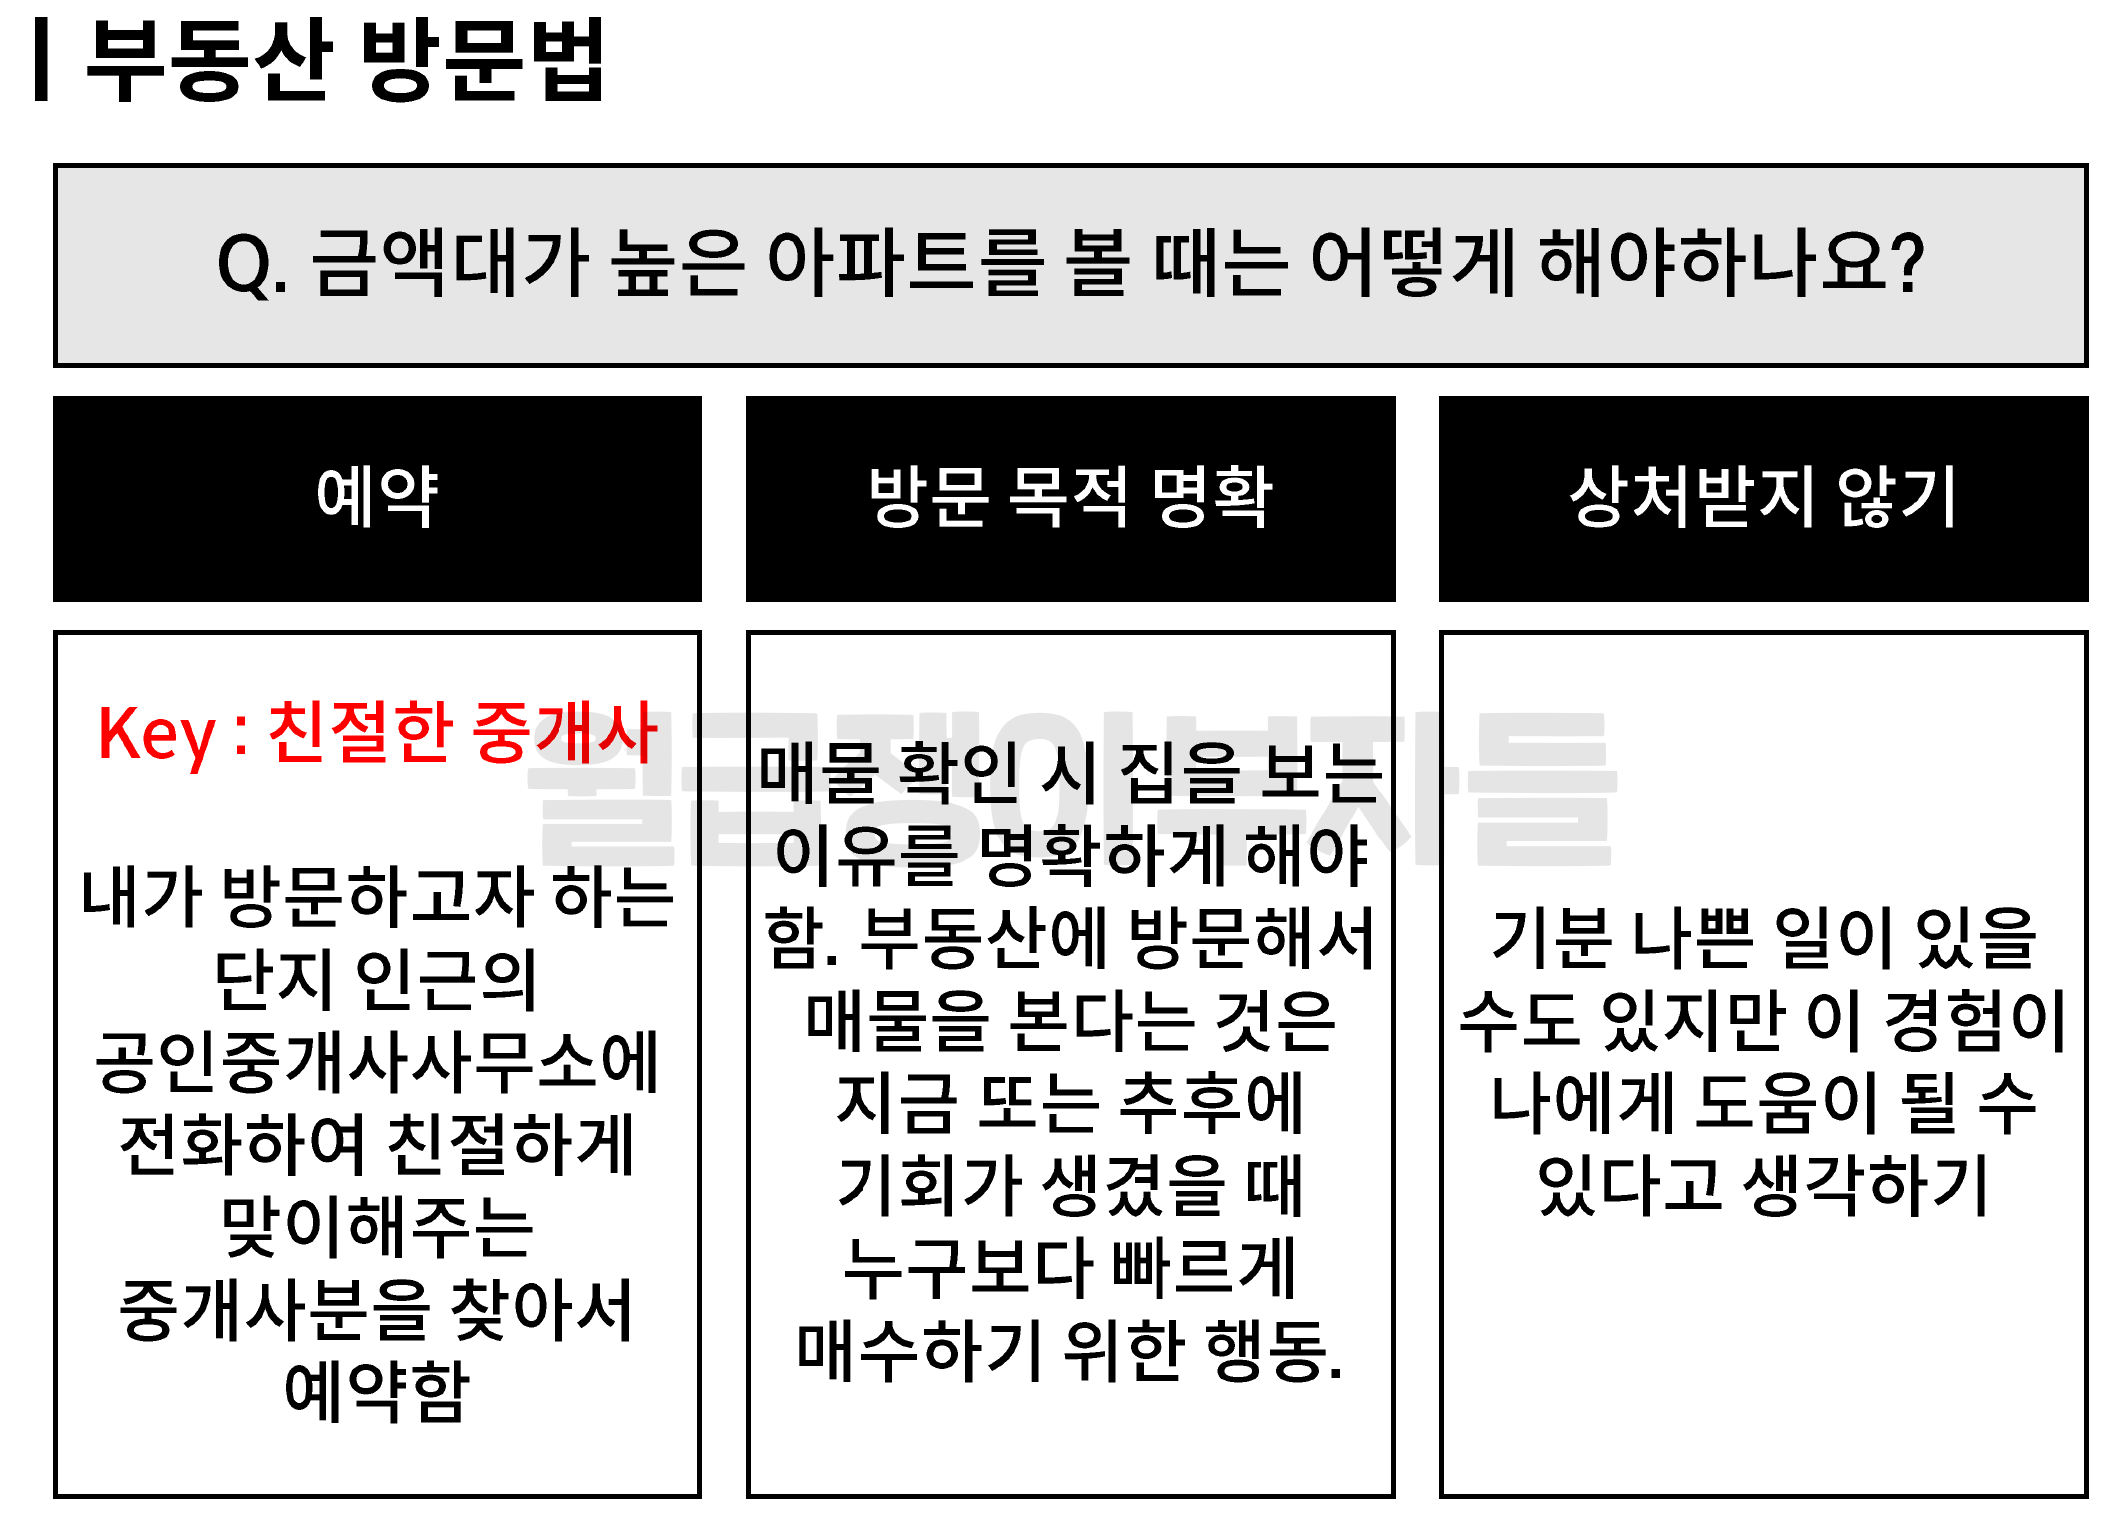 부동산 방문법
Q. 금액대가 높은 아파트를 볼 때는 어떻게 해야하나요?
예약
Key : 친절한 중개사
내가 방문하고자 하는
단지 인근의
공인중개사사무소에
전화하여 친절하게
맞이해주는
중개사분을 찾아서
예약함
방문 목적 명확
매물 확인 시 집을 보는
이유를 명확하게 해야
함. 부동산에 방문해서
매물을 본다는 것은
지금 또는 추후에
기회가 생겼을 때
누구보다 빠르게
매수하기 위한 행동.
상처받지 않기
기분 나쁜 일이 있을
수도 있지만 이 경험이
나에게 도움이 될 수
있다고 생각하기
월급쟁이부자들